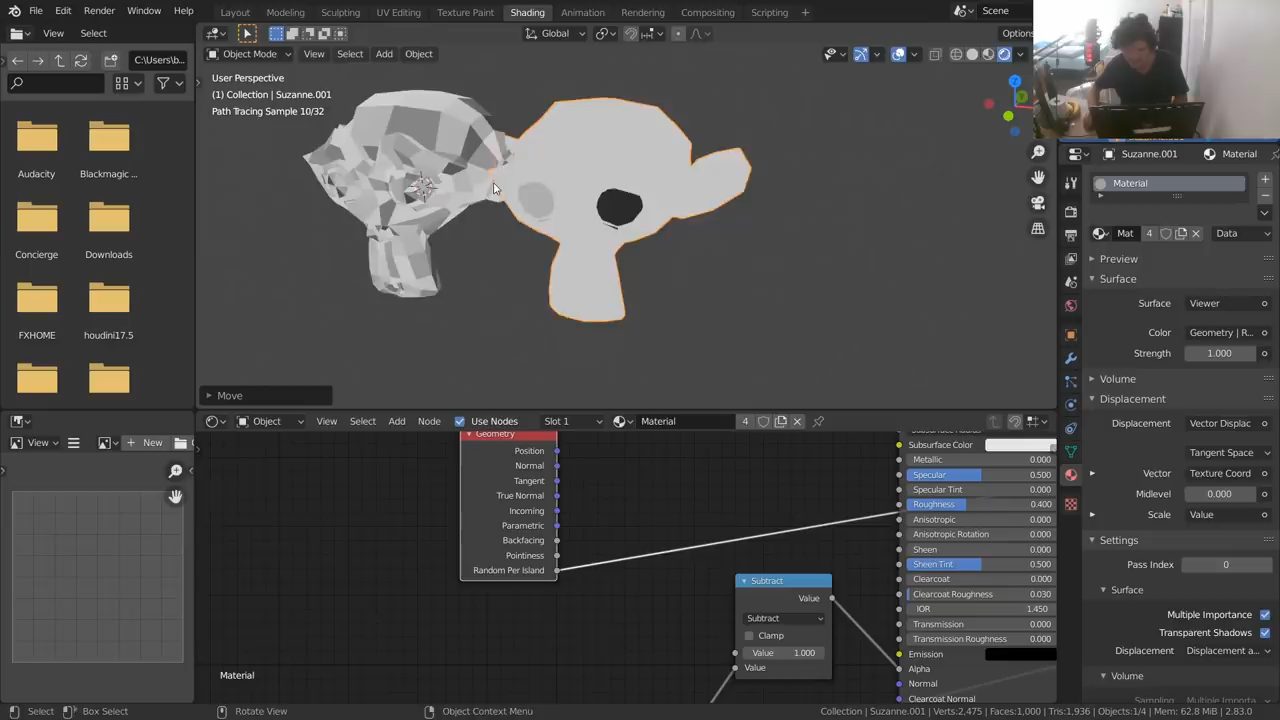 File Edit Render Window Help Layout Modeling Sculpting UV Editing Texture Paint Shading Animation Rendering Compositing Scripting + Scene
View Select Global Options
C:\Users\b... Object Mode View Select Add Object
User Perspective
(1) Collection | Suzanne.001
Path Tracing Sample 10/32
Suzanne.001 Material
Audacity Blackmagic ...
Material
Mat 4 Data
Concierge Downloads
Preview
Surface
Surface Viewer
Color Geometry | R...
Strength 1.000
FXHOME houdini17.5
Volume
Displacement
Move
Displacement Vector Displac
Object View Select Add Node Use Nodes Slot 1 Material 4
View New
Geometry
Position
Normal
Tangent
True Normal
Incoming
Parametric
Backfacing
Pointiness
Random Per Island
Subtract
Value
Subtract
Clamp
Value 1.000
Value
Subsurface Color
Metallic 0.000
Specular 0.500
Specular Tint 0.000
Roughness 0.400
Anisotropic 0.000
Anisotropic Rotation 0.000
Sheen 0.000
Sheen Tint 0.500
Clearcoat 0.000
Clearcoat Roughness 0.030
IOR 1.450
Transmission 0.000
Transmission Roughness 0.000
Emission
Alpha
Normal
Clearcoat Normal
Tangent Space
Vector Texture Coord
Midlevel 0.000
Scale Value
Settings
Pass Index 0
Surface
Multiple Importance
Transparent Shadows
Displacement Displacement a...
Volume
Sampling Multiple Importa...
Material
Select Box Select Rotate View Object Context Menu Collection | Suzanne.001 | Verts:2,475 | Faces:1,000 | Tris:1,936 | Objects:1/4 | Mem: 62.8 MiB | 2.83.0